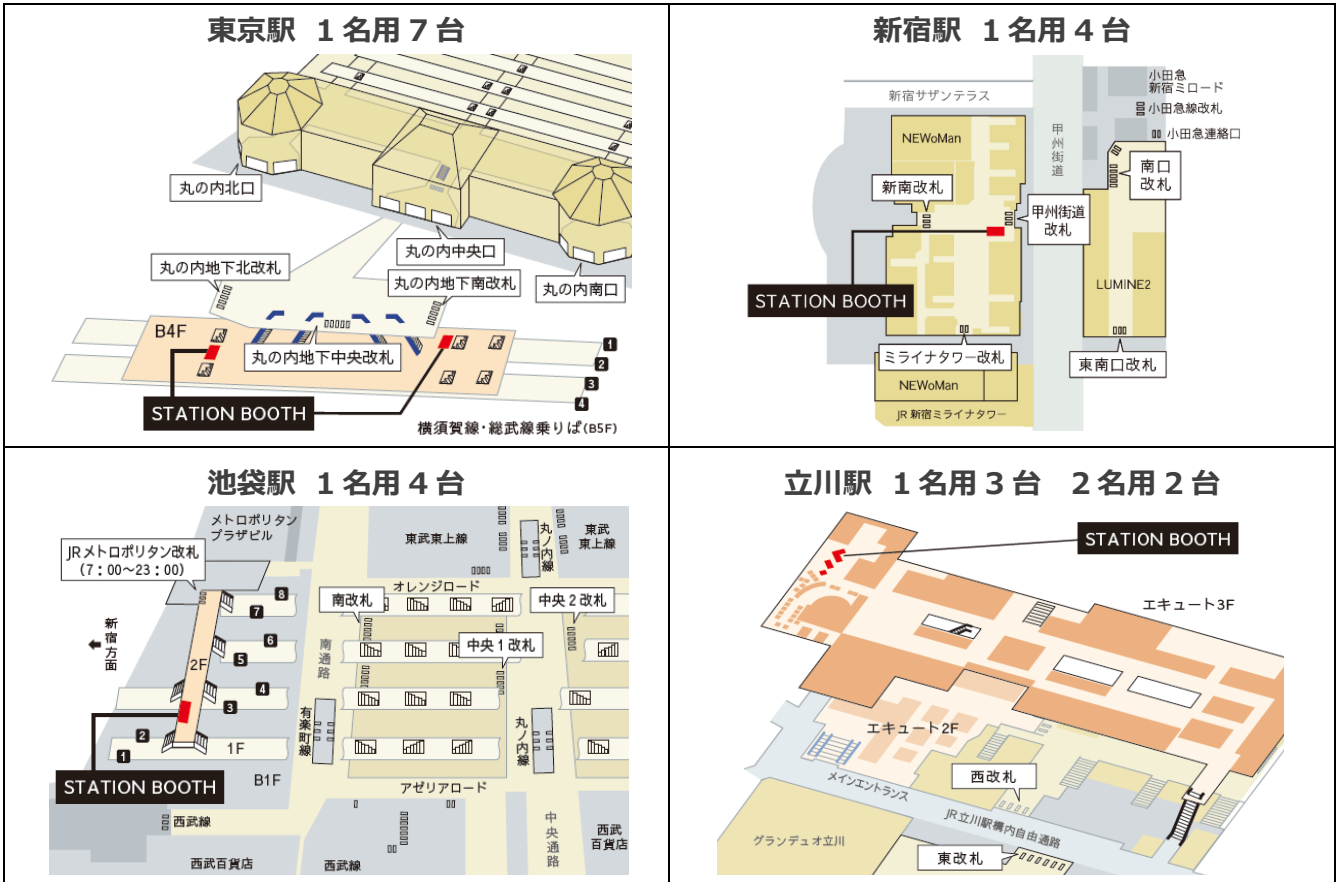 東京駅 1名用7台
丸の内北口
丸の内中央口
丸の内南口
丸の内地下北改札
丸の内地下南改札
丸の内地下中央改札
B4F
1
2
3
4
STATION BOOTH
横須賀線・総武線乗りば(B5F)
新宿駅 1名用4台
新宿サザンテラス
小田急
新宿ミロード
小田急線改札
小田急連絡口
甲州街道
NEWoMan
新南改札
甲州街道
改札
南口
改札
STATION BOOTH
LUMINE2
ミライナタワー改札
東南口改札
NEWoMan
JR新宿ミライナタワー
池袋駅 1名用4台
メトロポリタン
プラザビル
JRメトロポリタン改札
(7:00~23:00)
東武東上線
丸ノ内線
東武
東上線
オレンジロード
南改札
中央2改札
中央1改札
新宿方面
南通路
8
7
6
5
4
3
2
1
2F
1F
B1F
有楽町線
丸ノ内線
STATION BOOTH
アゼリアロード
西武線
西武百貨店
西武線
中央通路
西武
百貨店
立川駅 1名用3台 2名用2台
STATION BOOTH
エキュート3F
エキュート2F
メインエントランス
西改札
JR立川駅構内自由通路
グランデュオ立川
東改札